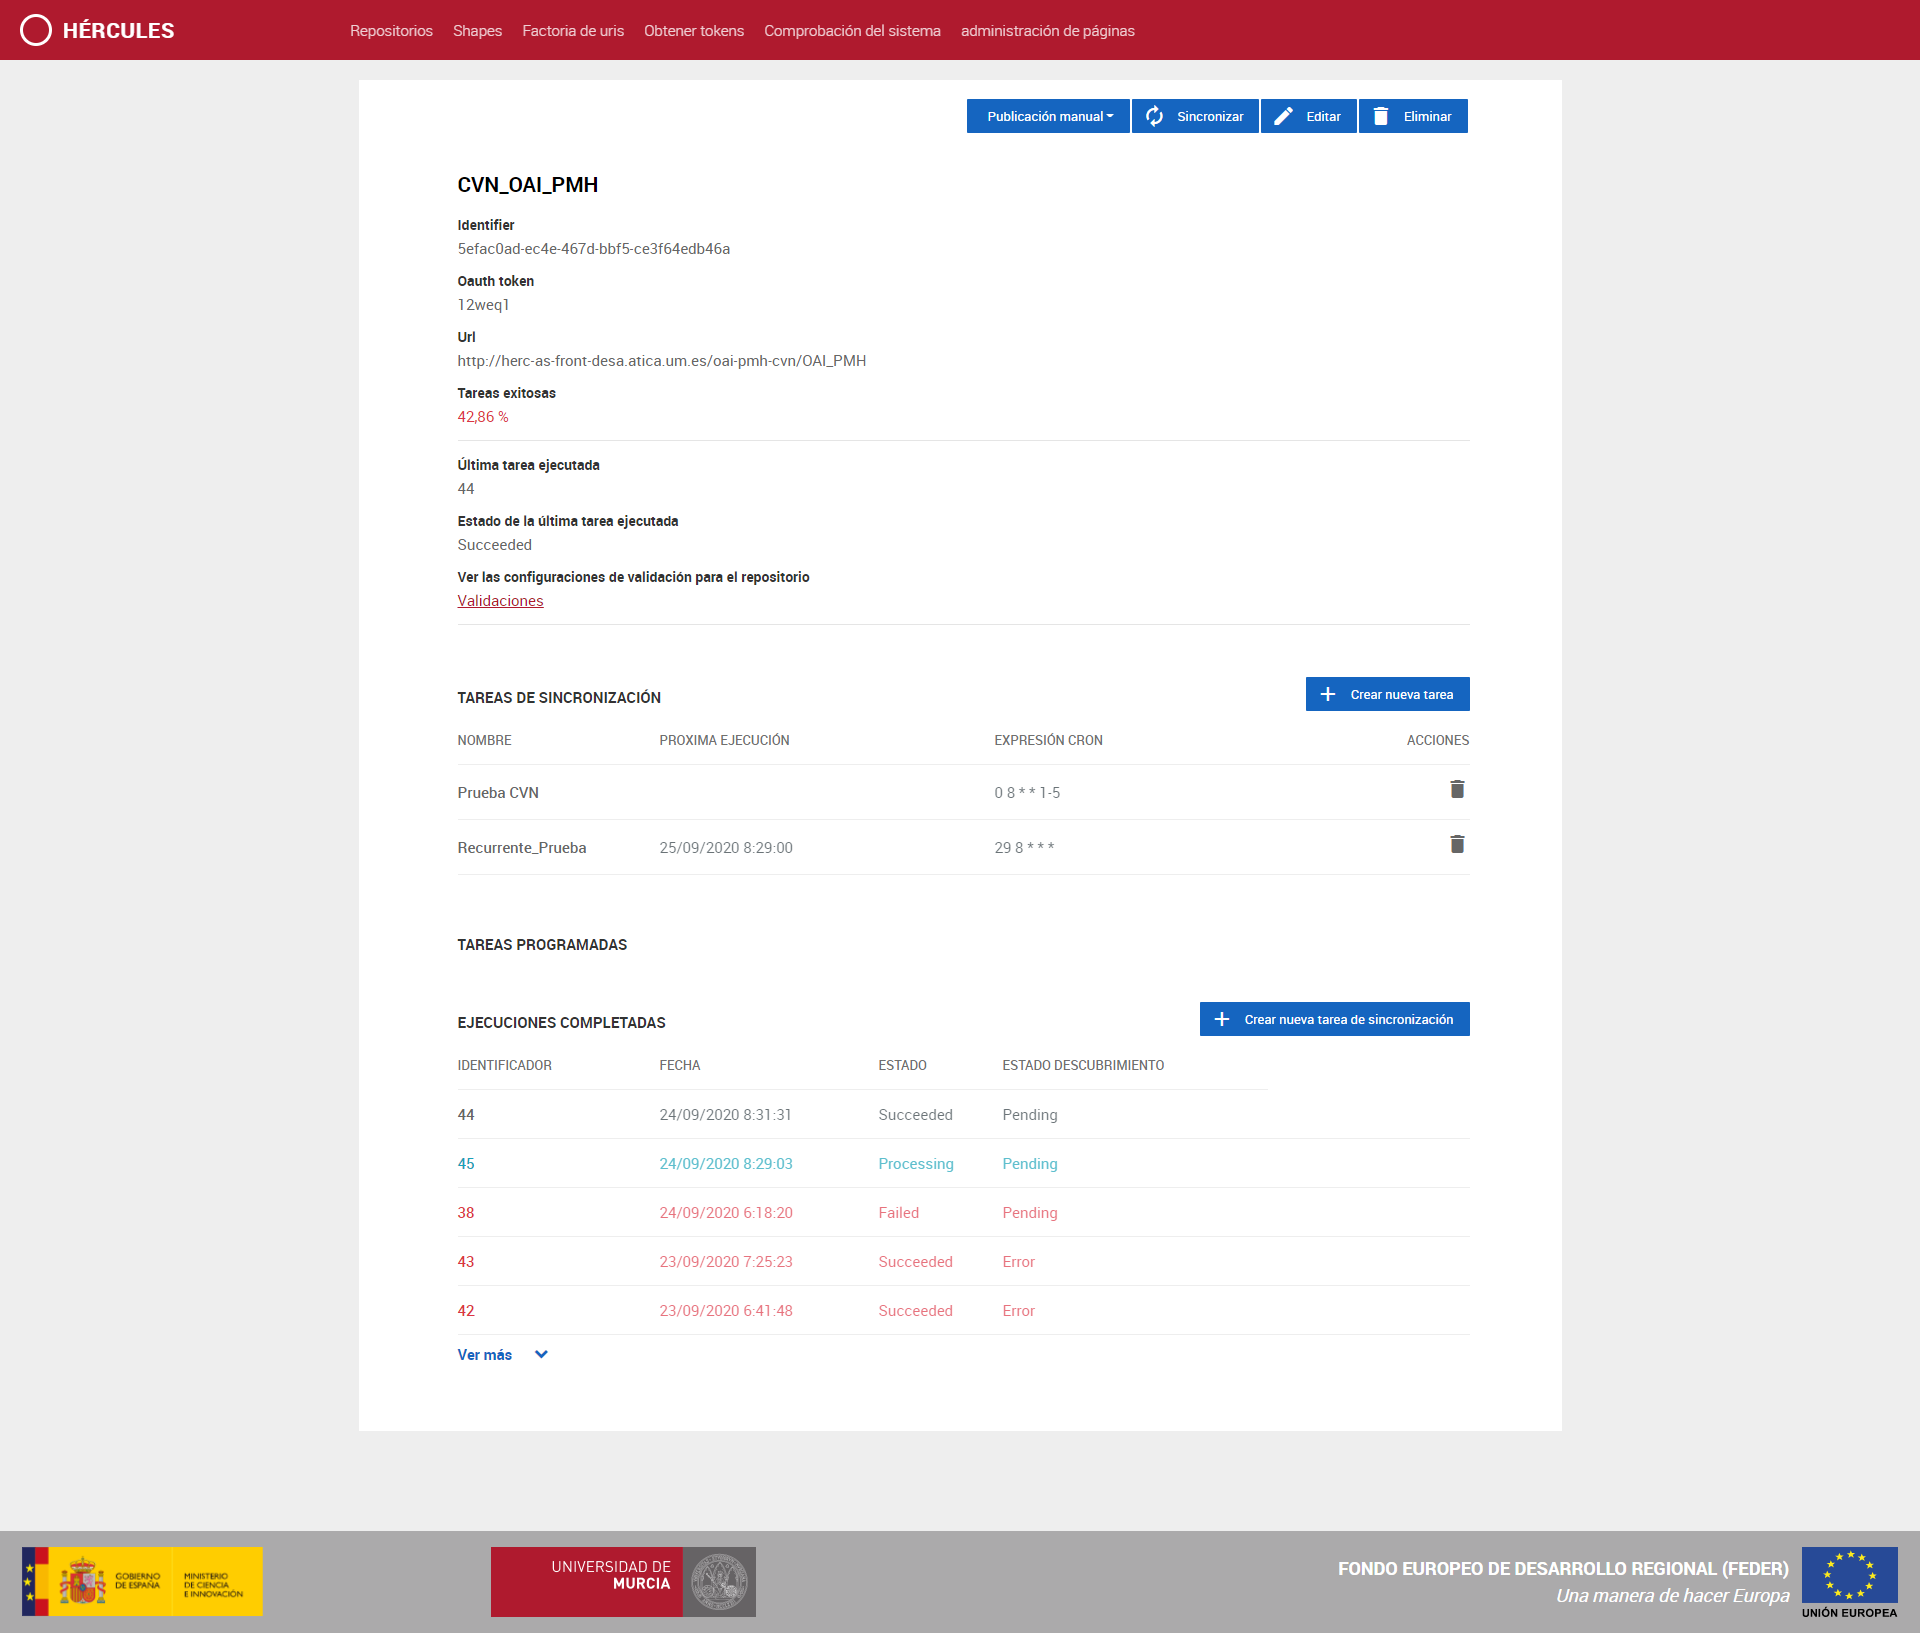 HÉRCULES
Repositorios Shapes Factoria de uris Obtener tokens Comprobación del sistema administración de páginas
Publicación manual Sincronizar Editar Eliminar
CVN_OAI_PMH
Identifier
5efac0ad-ec4e-467d-bbf5-ce3f64edb46a
Oauth token
12weq1
Url
http://herc-as-front-desa.atica.um.es/oai-pmh-cvn/OAI_PMH
Tareas exitosas
42,86 %
Última tarea ejecutada
44
Estado de la última tarea ejecutada
Succeeded
Ver las configuraciones de validación para el repositorio
Validaciones
TAREAS DE SINCRONIZACIÓN Crear nueva tarea
NOMBRE PROXIMA EJECUCIÓN EXPRESIÓN CRON ACCIONES
Prueba CVN 0 8 * * 1-5
Recurrente_Prueba 25/09/2020 8:29:00 29 8 * * *
TAREAS PROGRAMADAS
EJECUCIONES COMPLETADAS Crear nueva tarea de sincronización
IDENTIFICADOR FECHA ESTADO ESTADO DESCUBRIMIENTO
44 24/09/2020 8:31:31 Succeeded Pending
45 24/09/2020 8:29:03 Processing Pending
38 24/09/2020 6:18:20 Failed Pending
43 23/09/2020 7:25:23 Succeeded Error
42 23/09/2020 6:41:48 Succeeded Error
Ver más
GOBIERNO
DE ESPAÑA
MINISTERIO
DE CIENCIA
E INNOVACIÓN
UNIVERSIDAD DE
MURCIA
FONDO EUROPEO DE DESARROLLO REGIONAL (FEDER)
Una manera de hacer Europa
UNIÓN EUROPEA